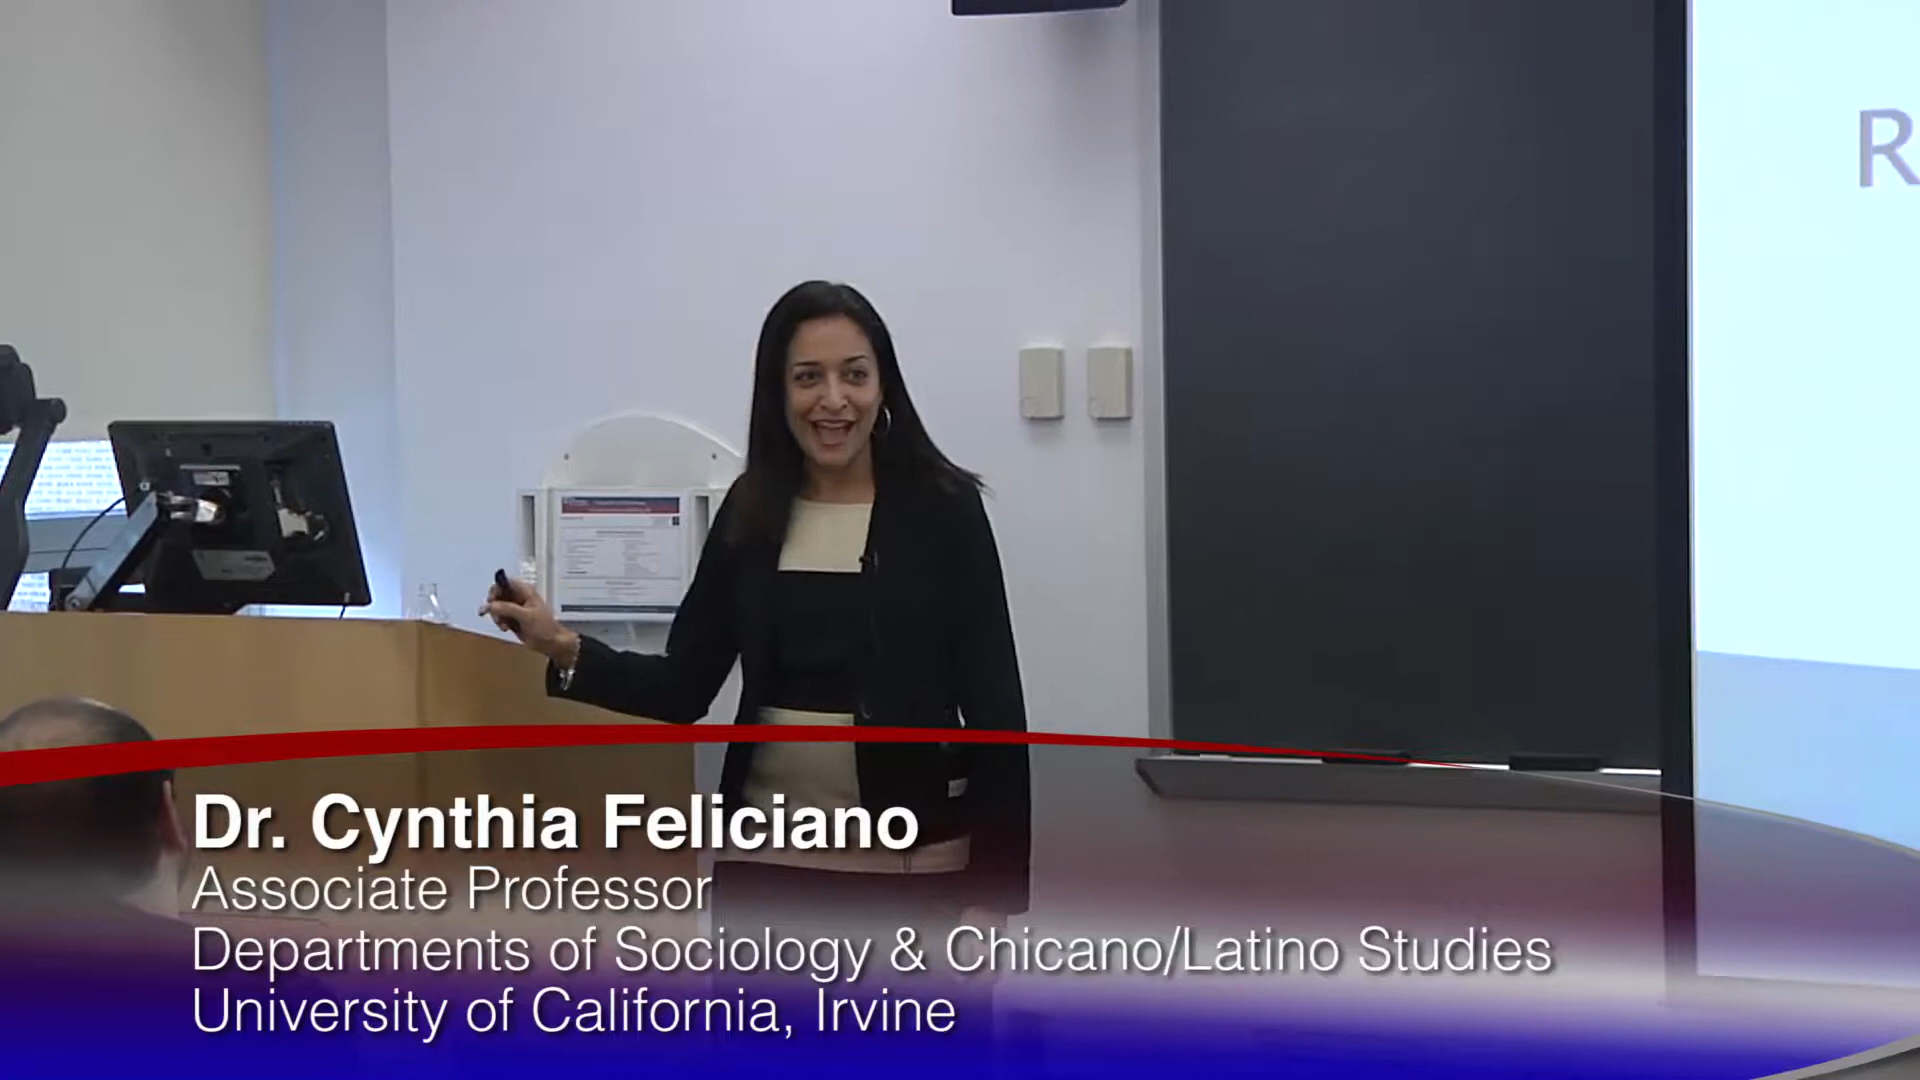 R
Dr. Cynthia Feliciano
Associate Professor
Departments of Sociology & Chicano/Latino Studies
University of California, Irvine